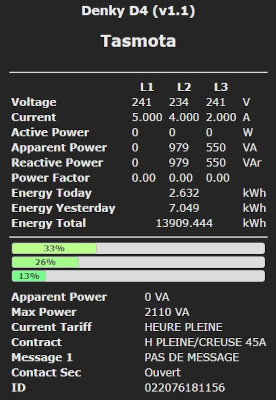 Denky D4 (v1.1)
Tasmota
L1 L2 L3
Voltage 241 234 241 V
Current 5.000 4.000 2.000 A
Active Power 0 0 0 W
Apparent Power 0 979 550 VA
Reactive Power 0 979 550 VAr
Power Factor 0.00 0.00 0.00
Energy Today 2.632 kWh
Energy Yesterday 7.049 kWh
Energy Total 13909.444 kWh
33%
26%
13%
Apparent Power 0 VA
Max Power 2110 VA
Current Tariff HEURE PLEINE
Contract H PLEINE/CREUSE 45A
Message 1 PAS DE MESSAGE
Contact Sec Ouvert
ID 022076181156